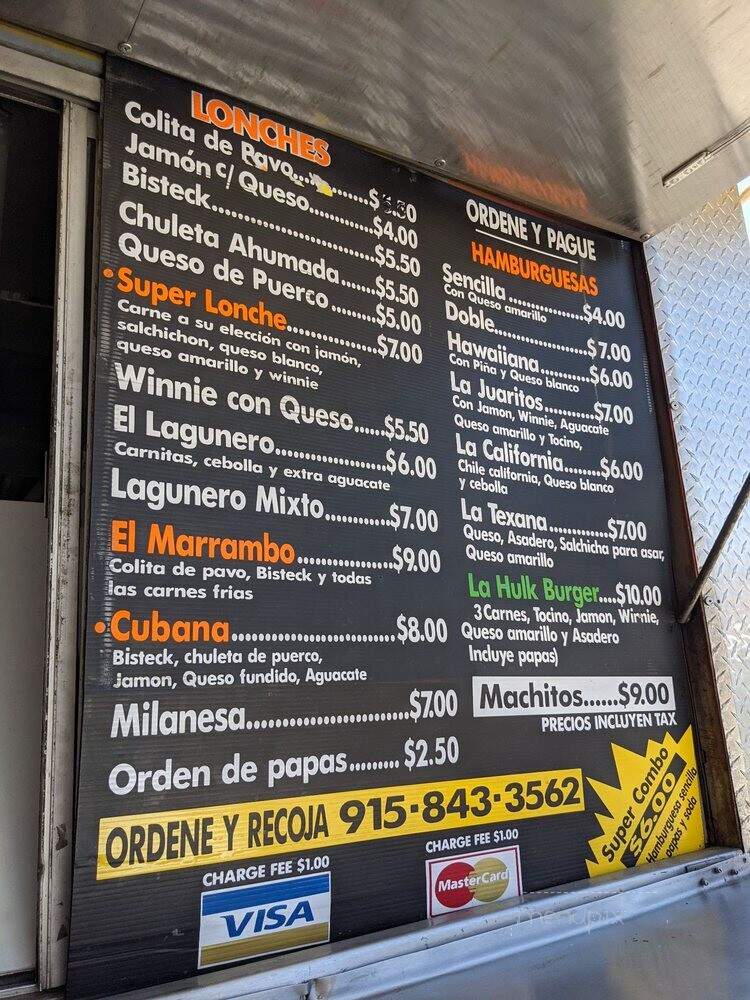 LONCHES
Colita de Pavo............$
Jamón c/ Queso............$4.00
Bisteck........................$5.50
Chuleta Ahumada.....$5.50
Queso de Puerco.......$5.00
•Super Lonche............$7.00
Carne a su elección con jamón,
salchichon, queso blanco,
queso amarillo y winnie
Winnie con Queso.....$5.50
El Lagunero...............$6.00
Carnitas, cebolla y extra aguacate
Lagunero Mixto..........$7.00
El Marrambo................$9.00
Colita de pavo, Bisteck y todas
las carnes frias
•Cubana.......................$8.00
Bisteck, chuleta de puerco,
Jamon, Queso fundido, Aguacate
Milanesa.......................$7.00
Orden de papas......... $2.50
ORDENE Y PAGUE
HAMBURGUESAS
Sencilla................$4.00
Con Queso amarillo
Doble....................$7.00
Hawaiiana...........$6.00
Con Piña y Queso blanco
La Juaritos...........$7.00
Con Jamon, Winnie, Aguacate
Queso amarillo y Tocino,
La California........$6.00
Chile california, Queso blanco
y cebolla
La Texana............$7.00
Queso, Asadero, Salchicha para asar,
Queso amarillo
La Hulk Burger....$10.00
3 Carnes, Tocino, Jamon, Winnie,
Queso amarillo y Asadero
Incluye papas)
Machitos......$9.00
PRECIOS INCLUYEN TAX
ORDENE Y RECOJA 915-843-3562
Super Combo
$6.00
Hamburguesa sencilla
papas y soda
CHARGE FEE $1.00
VISA
CHARGE FEE $1.00
MasterCard
menupix